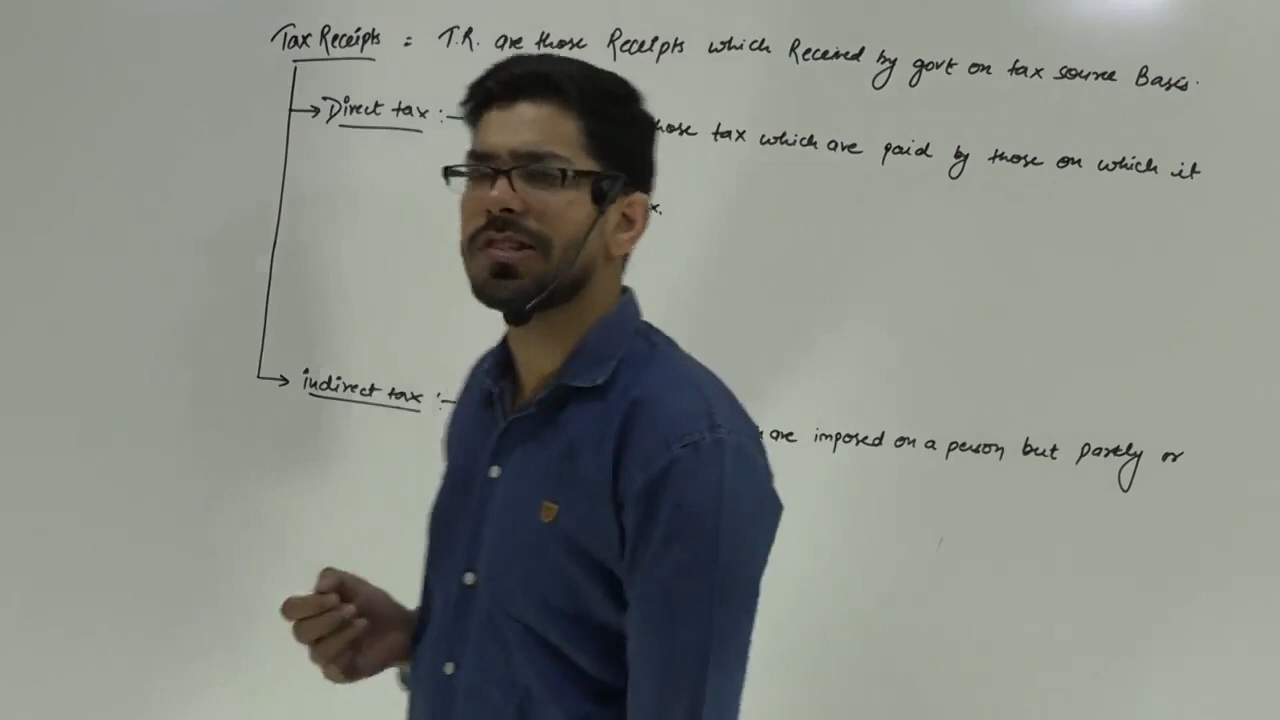 Tax Receipts = T.R. are those Receipts which Received by govt on tax source Basis.
Direct tax :- those tax which are paid by those on which it
x.
indirect tax :- are imposed on a person but partly or